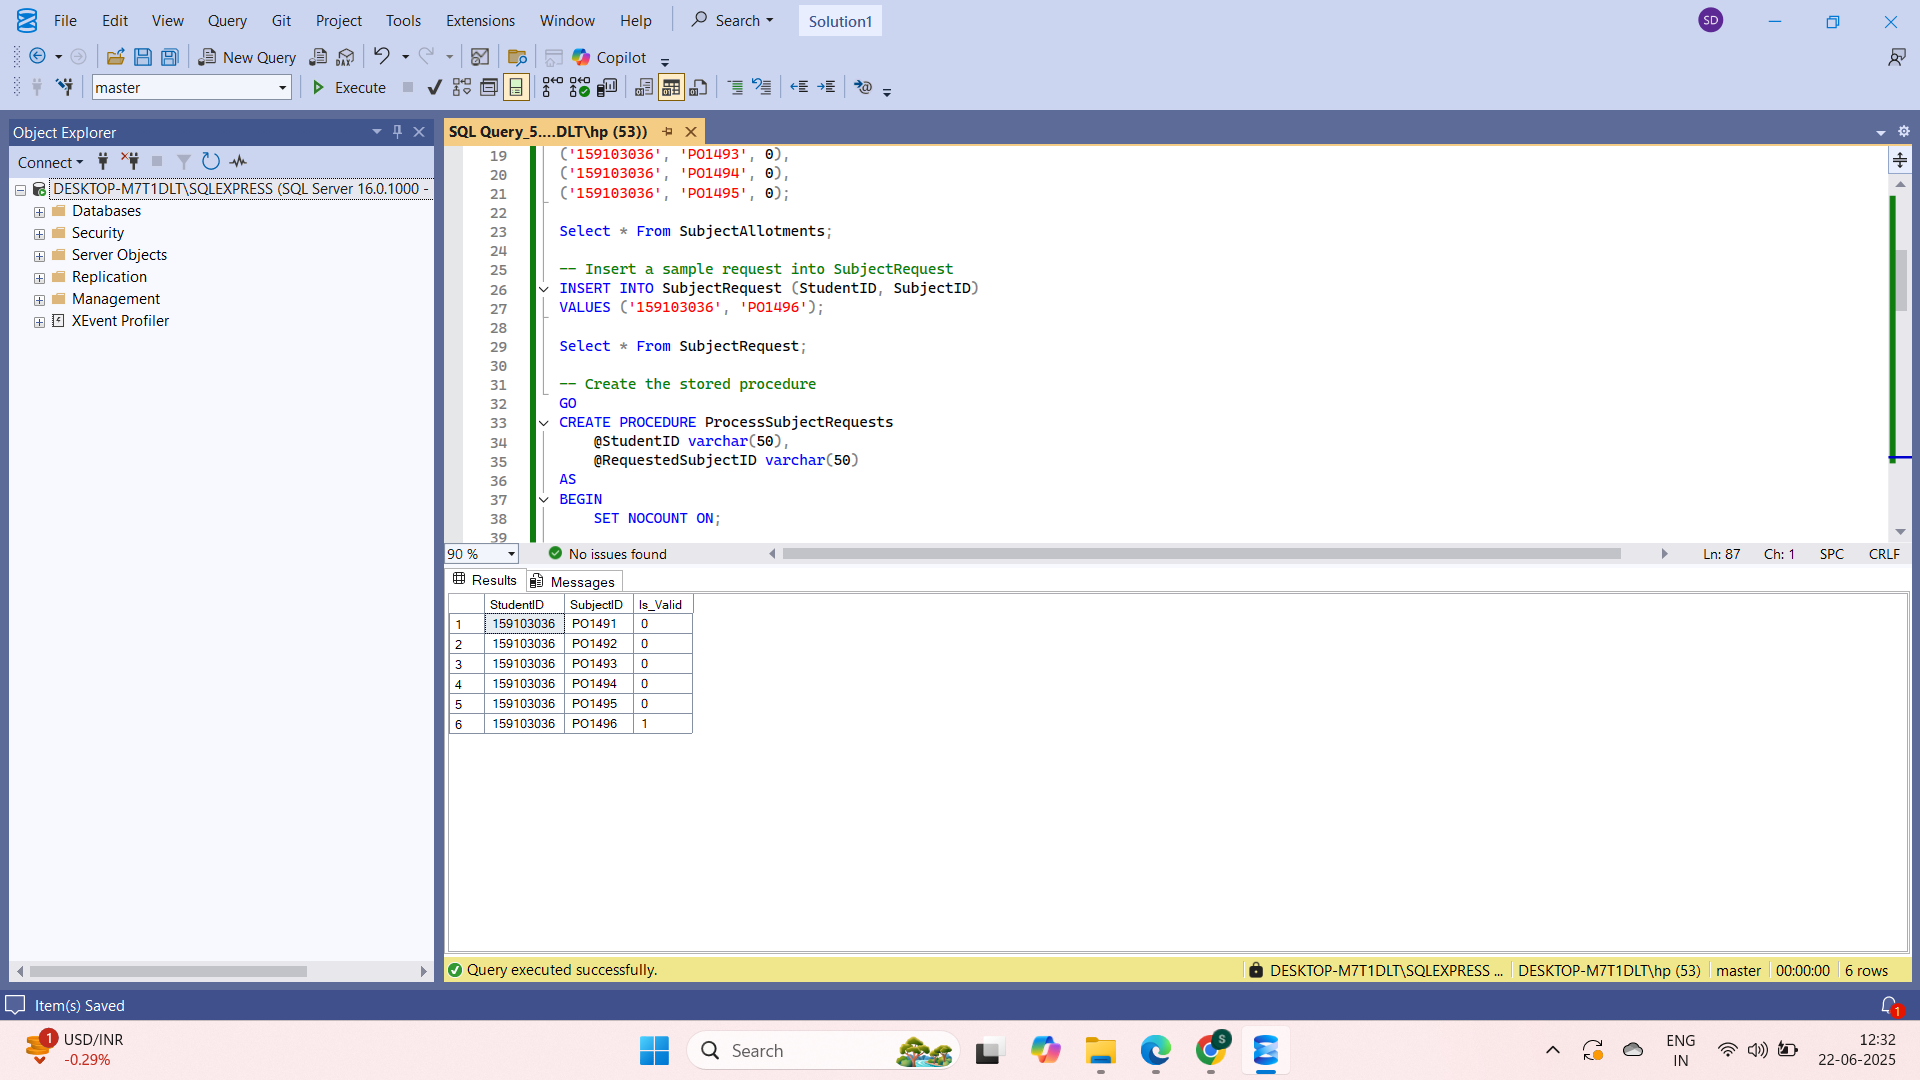 File Edit View Query Git Project Tools Extensions Window Help Search Solution1 SD
New Query DAX Copilot
master Execute
Object Explorer
Connect
DESKTOP-M7T1DLT\SQLEXPRESS (SQL Server 16.0.1000 -
Databases
Security
Server Objects
Replication
Management
XEvent Profiler
SQL Query_5....DLT\hp (53))
19 ('159103036', 'PO1493', 0),
20 ('159103036', 'PO1494', 0),
21 ('159103036', 'PO1495', 0);
22
23 Select * From SubjectAllotments;
24
25 -- Insert a sample request into SubjectRequest
26 INSERT INTO SubjectRequest (StudentID, SubjectID)
27 VALUES ('159103036', 'PO1496');
28
29 Select * From SubjectRequest;
30
31 -- Create the stored procedure
32 GO
33 CREATE PROCEDURE ProcessSubjectRequests
34 @StudentID varchar(50),
35 @RequestedSubjectID varchar(50)
36 AS
37 BEGIN
38 SET NOCOUNT ON;
39
90 % No issues found Ln: 87 Ch: 1 SPC CRLF
Results Messages
StudentID SubjectID Is_Valid
1 159103036 PO1491 0
2 159103036 PO1492 0
3 159103036 PO1493 0
4 159103036 PO1494 0
5 159103036 PO1495 0
6 159103036 PO1496 1
Query executed successfully. DESKTOP-M7T1DLT\SQLEXPRESS ... DESKTOP-M7T1DLT\hp (53) master 00:00:00 6 rows
Item(s) Saved 1
1 USD/INR
-0.29%
Search
S
ENG
IN
12:32
22-06-2025